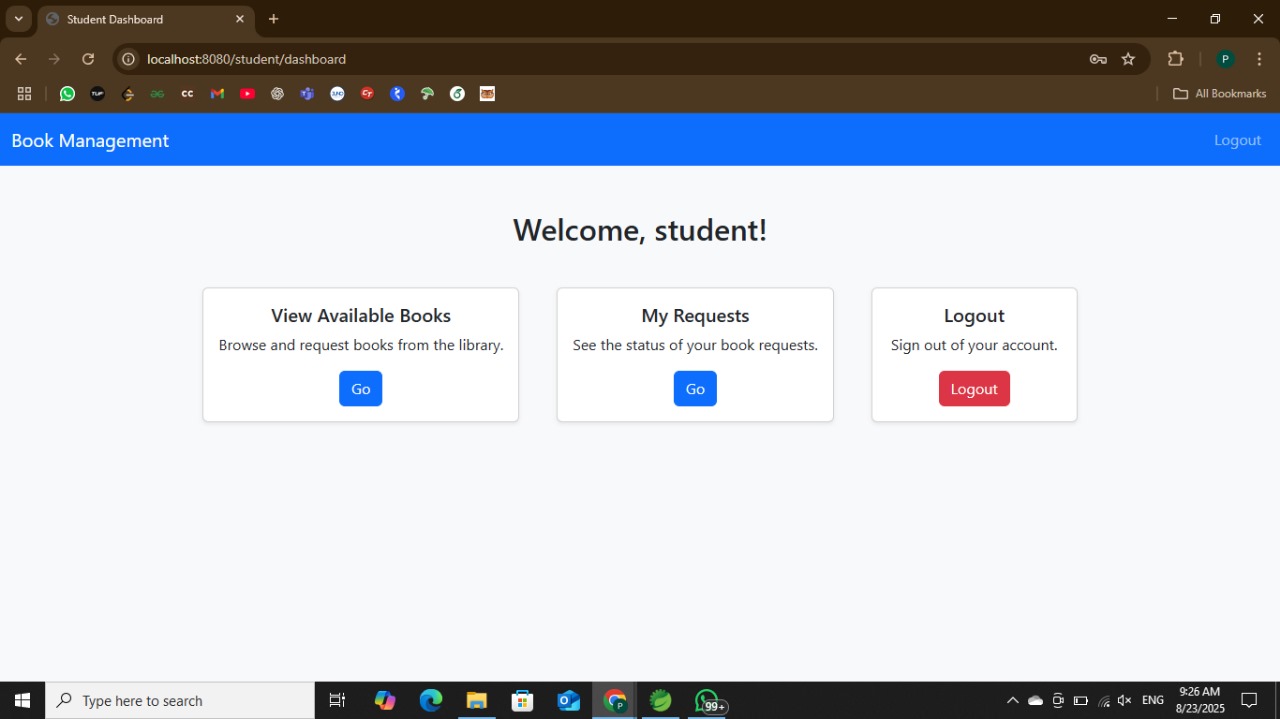 Student Dashboard
localhost:8080/student/dashboard
P
TUF
CC
All Bookmarks
Book Management
Logout
Welcome, student!
View Available Books
Browse and request books from the library.
Go
My Requests
See the status of your book requests.
Go
Logout
Sign out of your account.
Logout
Type here to search
P
99+
ENG
9:26 AM
8/23/2025